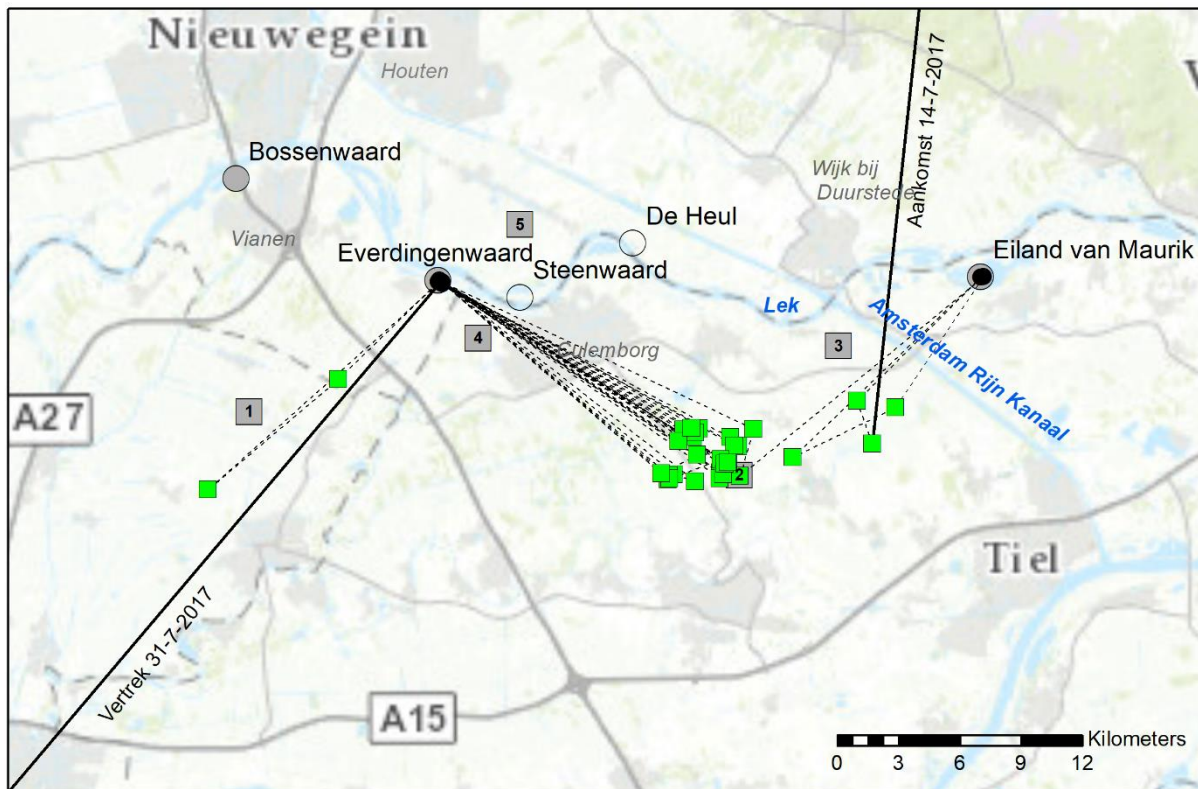 Nieuwegein
Houten
Bossenwaard
Vianen
5
De Heul
Wijk bij
Duurstede
Aankomst 14-7-2017
Everdingenwaard
Steenwaard
Eiland van Maurik
Lek
Amsterdam Rijn Kanaal
4
Culemborg
3
1
A27
2
Tiel
Vertrek 31-7-2017
A15
Kilometers
0 3 6 9 12